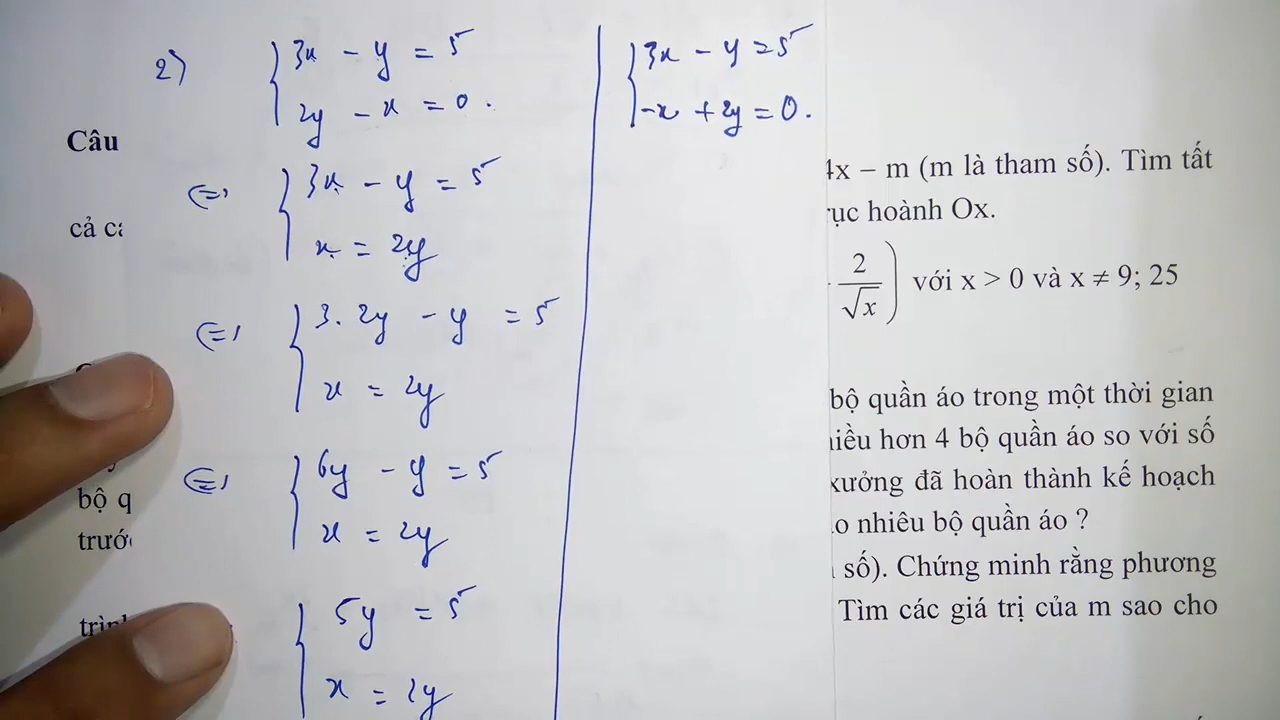 2) { 3x - y = 5
2y - x = 0 .
⇔ { 3x - y = 5
x = 2y
⇔ { 3. 2y - y = 5
x = 2y
⇔ { 6y - y = 5
x = 2y
{ 5y = 5
x = 2y
{ 3x - y = 5
-x + 2y = 0 .
Câu
cả cá
bộ q
trước
trình
4x – m (m là tham số). Tìm tất
rục hoành Ox.
2/√x ) với x > 0 và x ≠ 9; 25
bộ quần áo trong một thời gian
iều hơn 4 bộ quần áo so với số
xưởng đã hoàn thành kế hoạch
o nhiêu bộ quần áo ?
số). Chứng minh rằng phương
Tìm các giá trị của m sao cho